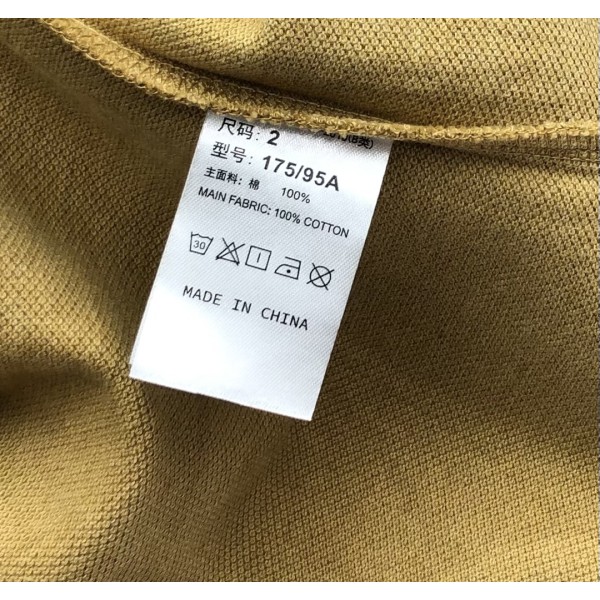 尺码: 2
型号: 175/95A
主面料: 棉 100%
MAIN FABRIC: 100% COTTON
30
MADE IN CHINA